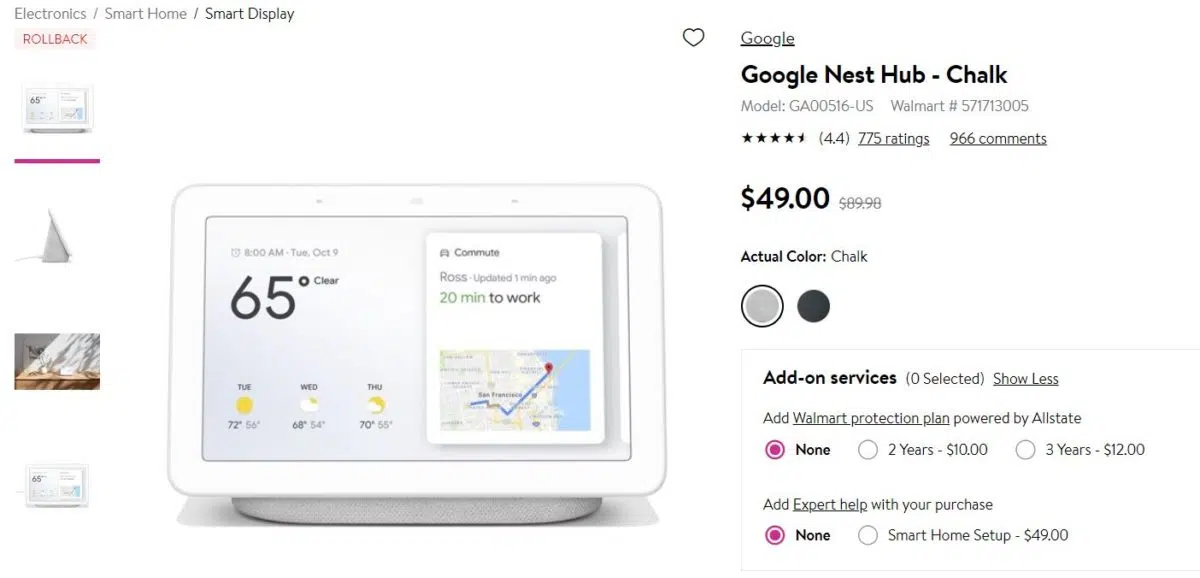 Electronics / Smart Home / Smart Display
ROLLBACK
8:00 AM - Tue, Oct 9
65° Clear
TUE WED THU
72° 56° 68° 54° 70° 55°
Commute
Ross - Updated 1 min ago
20 min to work
San Francisco
Google
Google Nest Hub - Chalk
Model: GA00516-US Walmart # 571713005
(4.4) 775 ratings 966 comments
$49.00 $89.98
Actual Color: Chalk
Add-on services (0 Selected) Show Less
Add Walmart protection plan powered by Allstate
None 2 Years - $10.00 3 Years - $12.00
Add Expert help with your purchase
None Smart Home Setup - $49.00